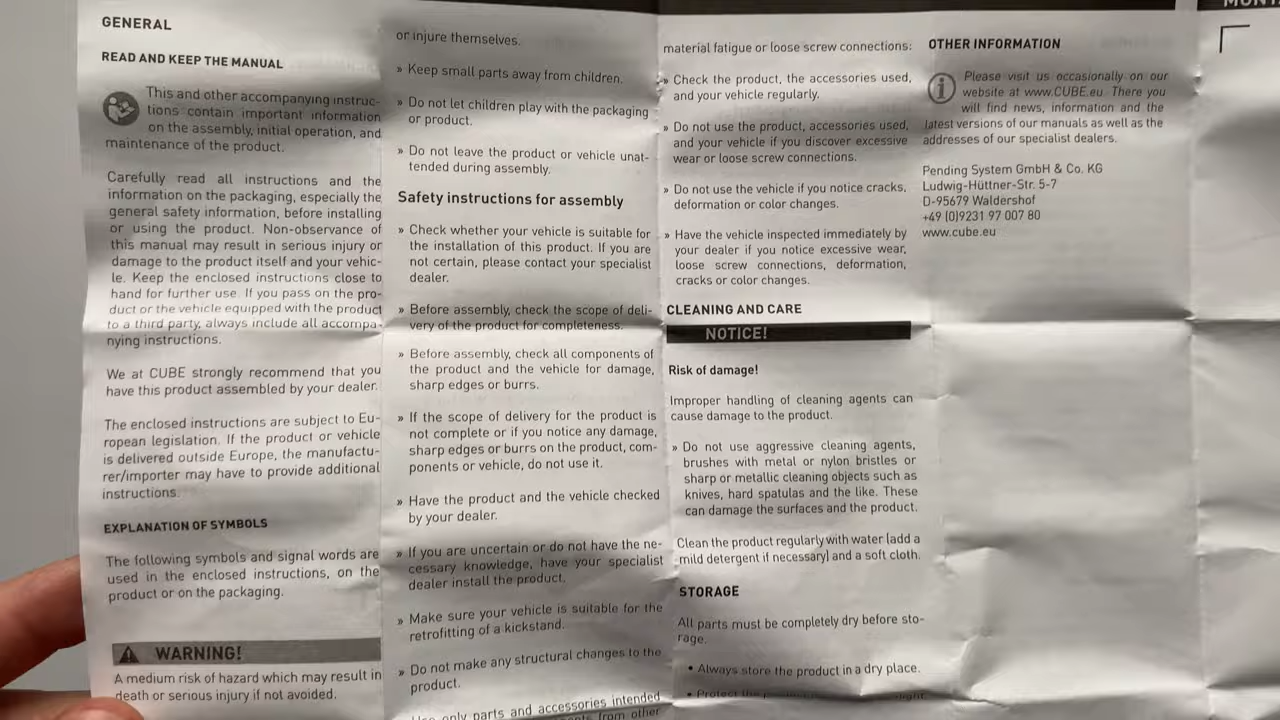 GENERAL
READ AND KEEP THE MANUAL
This and other accompanying instruc-
tions contain important information
on the assembly, initial operation, and
maintenance of the product.
Carefully read all instructions and the
information on the packaging, especially the
general safety information, before installing
or using the product. Non-observance of
this manual may result in serious injury or
damage to the product itself and your vehic-
le. Keep the enclosed instructions close to
hand for further use. If you pass on the pro-
duct or the vehicle equipped with the product
to a third party, always include all accompa-
nying instructions.
We at CUBE strongly recommend that you
have this product assembled by your dealer.
The enclosed instructions are subject to Eu-
ropean legislation. If the product or vehicle
is delivered outside Europe, the manufactu-
rer/importer may have to provide additional
instructions.
EXPLANATION OF SYMBOLS
The following symbols and signal words are
used in the enclosed instructions, on the
product or on the packaging.
WARNING!
A medium risk of hazard which may result in
death or serious injury if not avoided.
or injure themselves.
» Keep small parts away from children.
» Do not let children play with the packaging
or product.
» Do not leave the product or vehicle unat-
tended during assembly.
Safety instructions for assembly
» Check whether your vehicle is suitable for
the installation of this product. If you are
not certain, please contact your specialist
dealer.
» Before assembly, check the scope of deli-
very of the product for completeness.
» Before assembly, check all components of
the product and the vehicle for damage,
sharp edges or burrs.
» If the scope of delivery for the product is
not complete or if you notice any damage,
sharp edges or burrs on the product, com-
ponents or vehicle, do not use it.
» Have the product and the vehicle checked
by your dealer.
» If you are uncertain or do not have the ne-
cessary knowledge, have your specialist
dealer install the product.
» Make sure your vehicle is suitable for the
retrofitting of a kickstand.
» Do not make any structural changes to the
product.
only parts and accessories intended
from other
material fatigue or loose screw connections:
» Check the product, the accessories used,
and your vehicle regularly.
» Do not use the product, accessories used,
and your vehicle if you discover excessive
wear or loose screw connections.
» Do not use the vehicle if you notice cracks,
deformation or color changes.
» Have the vehicle inspected immediately by
your dealer if you notice excessive wear,
loose screw connections, deformation,
cracks or color changes.
CLEANING AND CARE
NOTICE!
Risk of damage!
Improper handling of cleaning agents can
cause damage to the product.
» Do not use aggressive cleaning agents,
brushes with metal or nylon bristles or
sharp or metallic cleaning objects such as
knives, hard spatulas and the like. These
can damage the surfaces and the product.
Clean the product regularly with water (add a
mild detergent if necessary) and a soft cloth.
STORAGE
All parts must be completely dry before sto-
rage.
• Always store the product in a dry place.
• Protect the
OTHER INFORMATION
Please visit us occasionally on our
website at www.CUBE.eu. There you
will find news, information and the
latest versions of our manuals as well as the
addresses of our specialist dealers.
Pending System GmbH & Co. KG
Ludwig-Hüttner-Str. 5-7
D-95679 Waldershof
+49 (0)9231 97 007 80
www.cube.eu